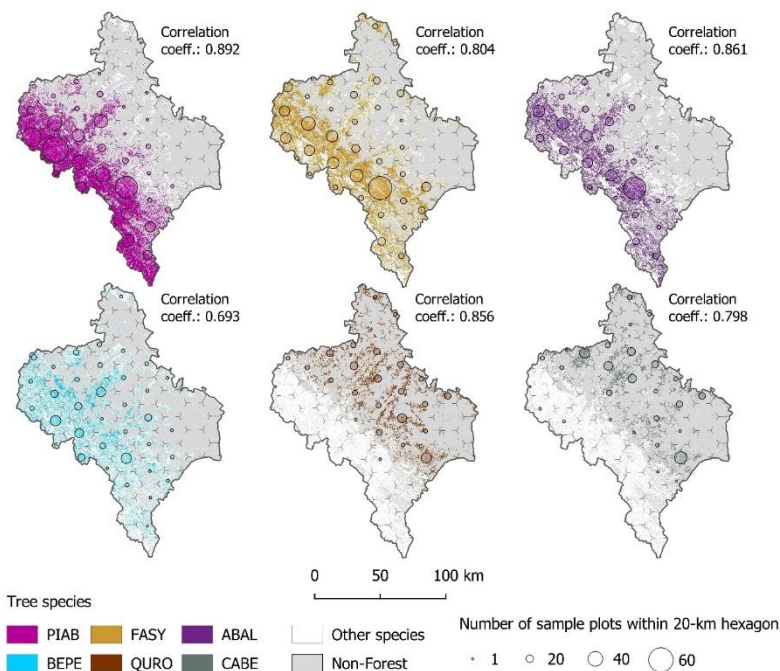 Correlation
coeff.: 0.892
Correlation
coeff.: 0.804
Correlation
coeff.: 0.861
Correlation
coeff.: 0.693
Correlation
coeff.: 0.856
Correlation
coeff.: 0.798
0 50 100 km
Tree species
PIAB FASY ABAL Other species
BEPE QURO CABE Non-Forest
Number of sample plots within 20-km hexagon
1 20 40 60